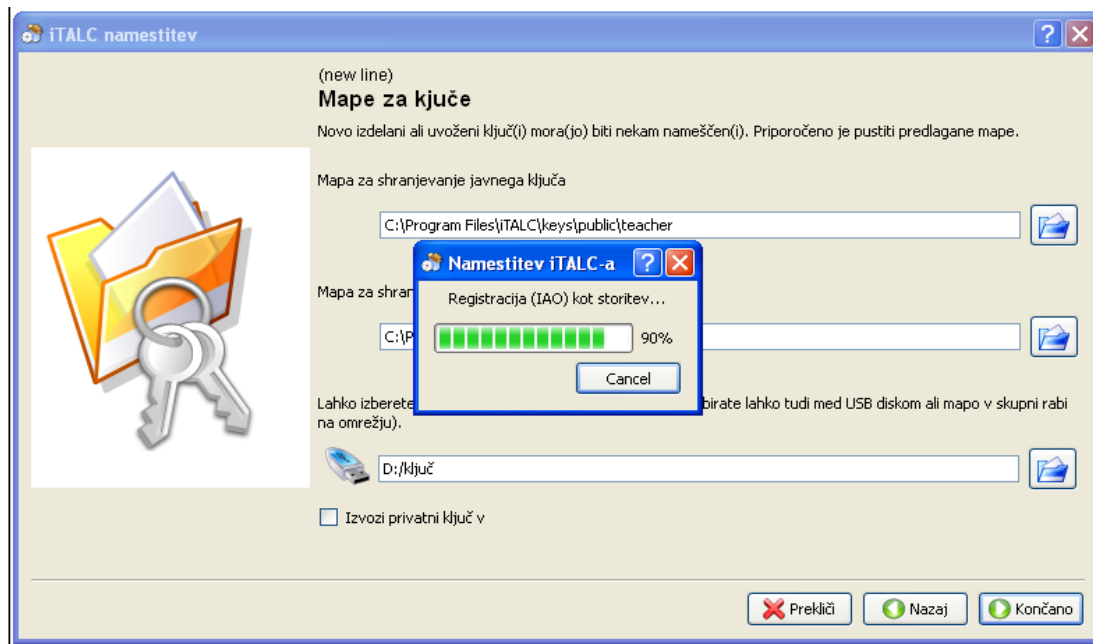 iTALC namestitev
(new line)
Mape za kjuče
Novo izdelani ali uvoženi ključ(i) mora(jo) biti nekam nameščen(i). Priporočeno je pustiti predlagane mape.
Mapa za shranjevanje javnega ključa
C:\Program Files\iTALC\keys\public\teacher
Namestitev iTALC-a
Registracija (IAO) kot storitev...
90%
Cancel
Mapa za shran
C:\P
Lahko izberete birate lahko tudi med USB diskom ali mapo v skupni rabi
na omrežju).
D:/ključ
Izvozi privatni ključ v
Prekliči
Nazaj
Končano